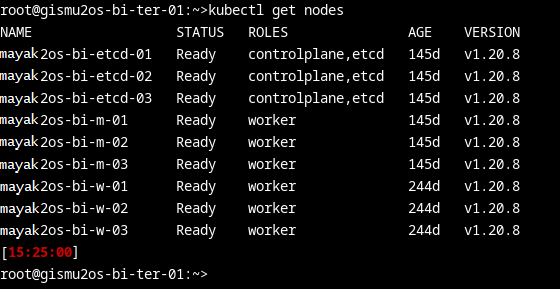 root@gismu2os-bi-ter-01:~>kubectl get nodes
NAME STATUS ROLES AGE VERSION
mayak2os-bi-etcd-01 Ready controlplane,etcd 145d v1.20.8
mayak2os-bi-etcd-02 Ready controlplane,etcd 145d v1.20.8
mayak2os-bi-etcd-03 Ready controlplane,etcd 145d v1.20.8
mayak2os-bi-m-01 Ready worker 145d v1.20.8
mayak2os-bi-m-02 Ready worker 145d v1.20.8
mayak2os-bi-m-03 Ready worker 145d v1.20.8
mayak2os-bi-w-01 Ready worker 244d v1.20.8
mayak2os-bi-w-02 Ready worker 244d v1.20.8
mayak2os-bi-w-03 Ready worker 244d v1.20.8
[15:25:00]
root@gismu2os-bi-ter-01:~>